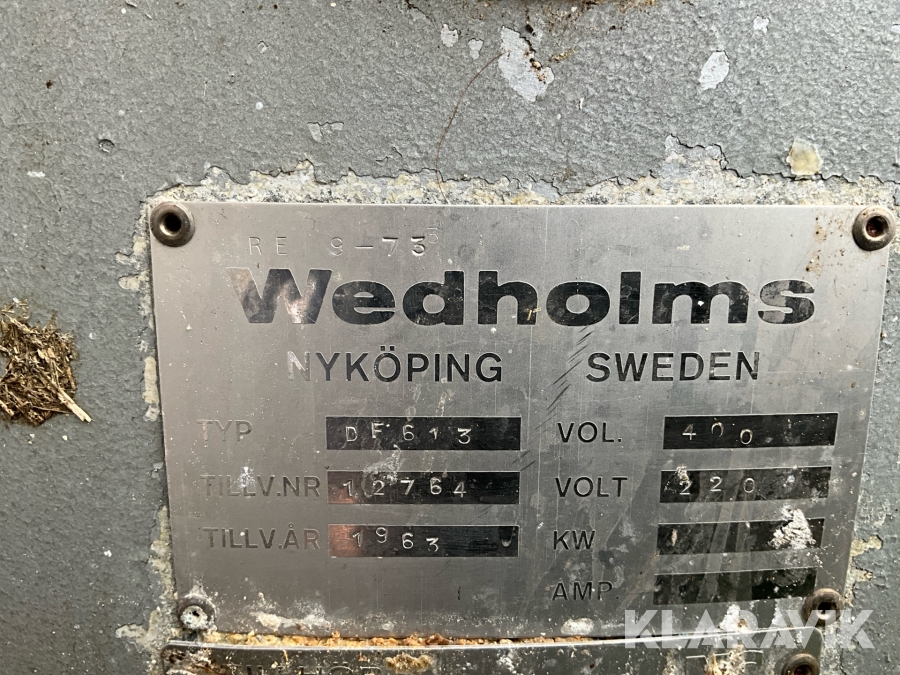 RE 9-73
Wedholms
NYKÖPING SWEDEN
TYP DF613 VOL. 400
TILLV.NR 12764 VOLT 220
TILLV.ÅR 1963 KW
AMP.
KLARAVIK